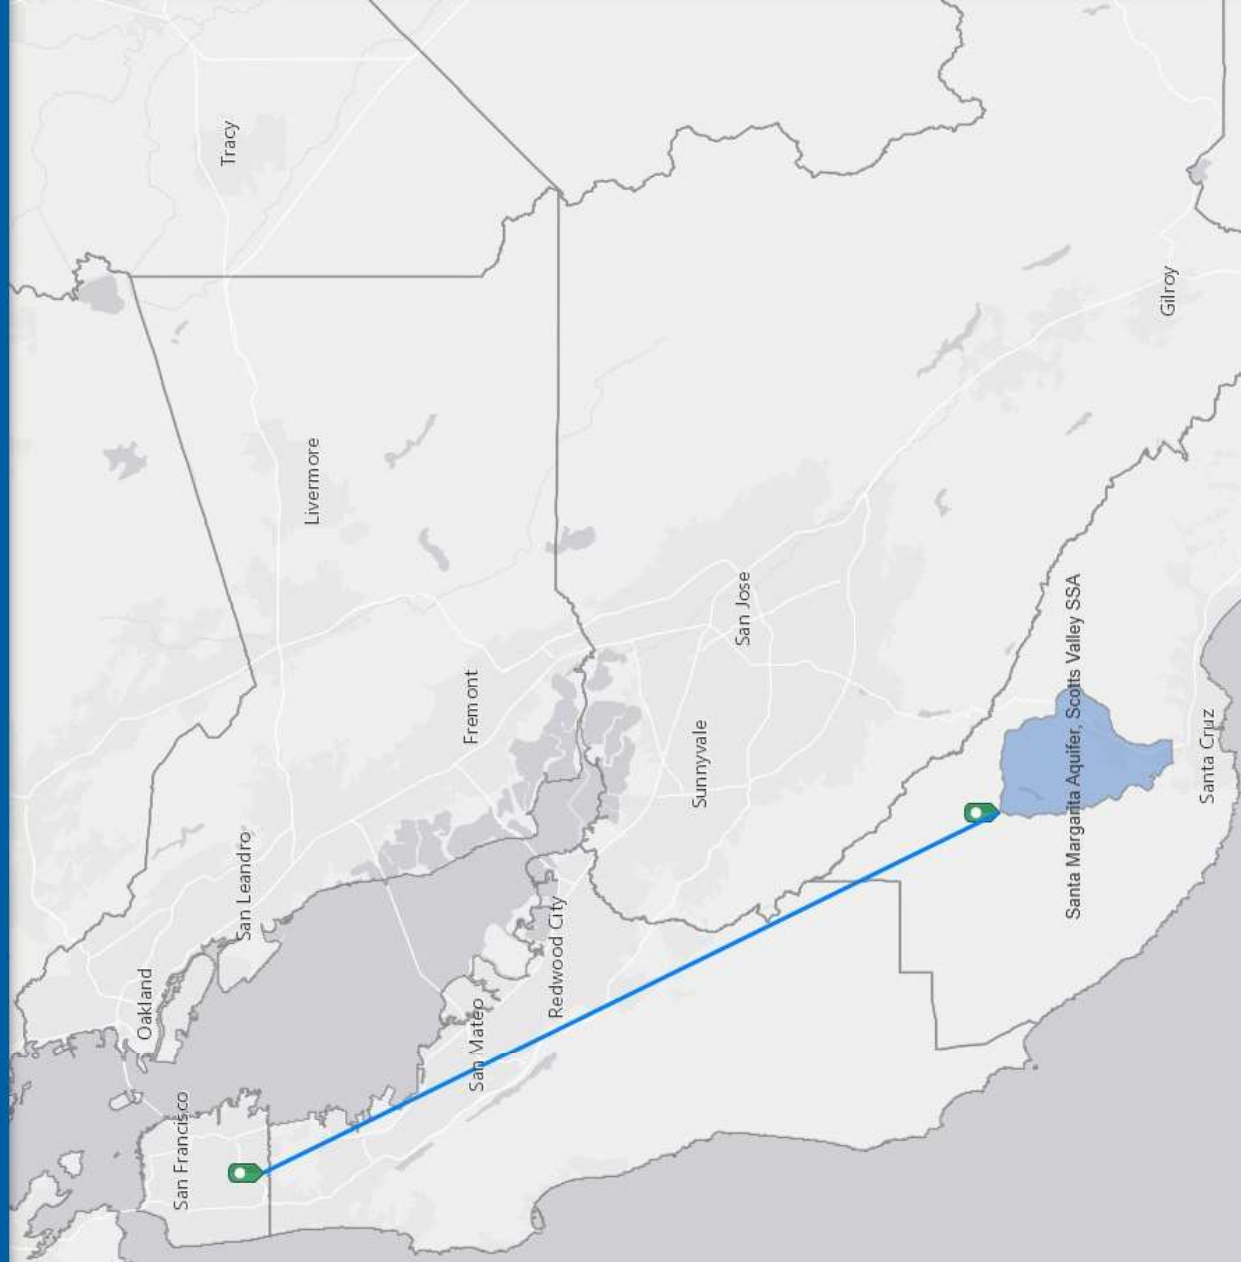 Tracy
Livermore
Oakland
San Leandro
San Francisco
Fremont
San Mateo
Redwood City
Sunnyvale
San Jose
Gilroy
Santa Margarita Aquifer, Scotts Valley SSA
Santa Cruz